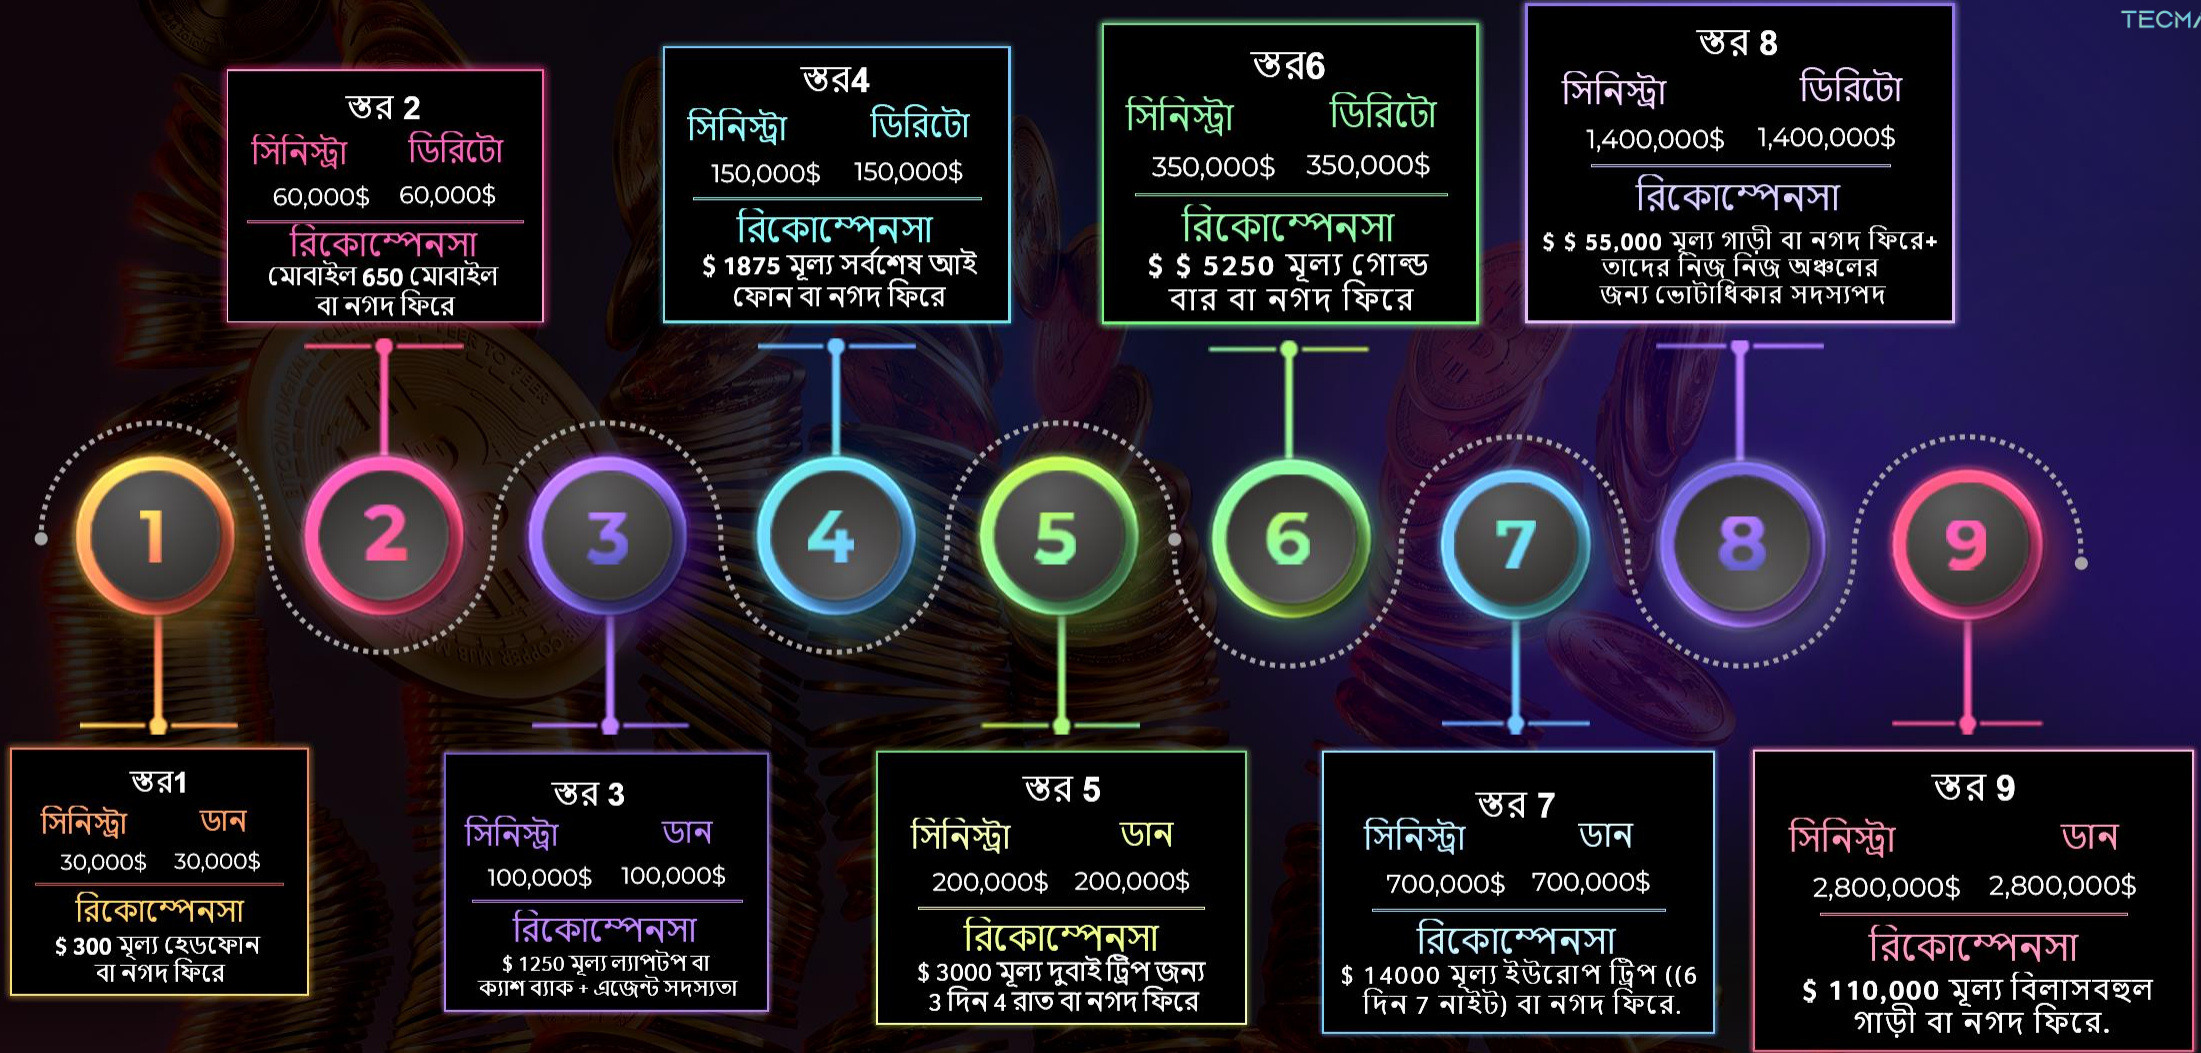 TECMA
স্তর 2
সিনিস্ট্রা ডিরিটো
60,000$ 60,000$
রিকোম্পেনসা
মোবাইল 650 মোবাইল
বা নগদ ফিরে
স্তর4
সিনিস্ট্রা ডিরিটো
150,000$ 150,000$
রিকোম্পেনসা
$ 1875 মূল্য সর্বশেষ আই
ফোন বা নগদ ফিরে
স্তর6
সিনিস্ট্রা ডিরিটো
350,000$ 350,000$
রিকোম্পেনসা
$ $ 5250 মূল্য গোল্ড
বার বা নগদ ফিরে
স্তর 8
সিনিস্ট্রা ডিরিটো
1,400,000$ 1,400,000$
রিকোম্পেনসা
$ $ 55,000 মূল্য গাড়ী বা নগদ ফিরে+
তাদের নিজ নিজ অঞ্চলের
জন্য ভোটাধিকার সদস্যপদ
1 2 3 4 5 6 7 8 9
স্তর1
সিনিস্ট্রা ডান
30,000$ 30,000$
রিকোম্পেনসা
$ 300 মূল্য হেডফোন
বা নগদ ফিরে
স্তর 3
সিনিস্ট্রা ডান
100,000$ 100,000$
রিকোম্পেনসা
$ 1250 মূল্য ল্যাপটপ বা
ক্যাশ ব্যাক + এজেন্ট সদস্যতা
স্তর 5
সিনিস্ট্রা ডান
200,000$ 200,000$
রিকোম্পেনসা
$ 3000 মূল্য দুবাই ট্রিপ জন্য
3 দিন 4 রাত বা নগদ ফিরে
স্তর 7
সিনিস্ট্রা ডান
700,000$ 700,000$
রিকোম্পেনসা
$ 14000 মূল্য ইউরোপ ট্রিপ ((6
দিন 7 নাইট) বা নগদ ফিরে.
স্তর 9
সিনিস্ট্রা ডান
2,800,000$ 2,800,000$
রিকোম্পেনসা
$ 110,000 মূল্য বিলাসবহুল
গাড়ী বা নগদ ফিরে.